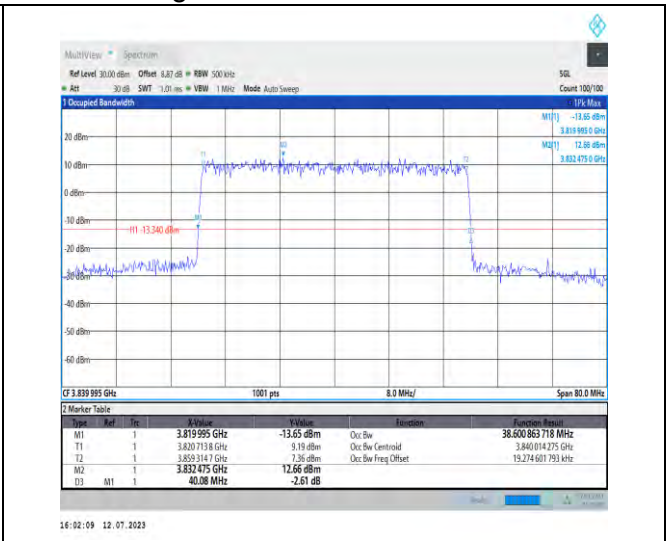 MultiView Spectrum
Ref Level 30.00 dBm Offset 8.87 dB RBW 500 kHz SGL
Att 30 dB SWT 1.01 ms VBW 1 MHz Mode Auto Sweep Count 100/100
1 Occupied Bandwidth 1Pk Max
M1[1] -13.65 dBm
3.819 995 0 GHz
M2[1] 12.66 dBm
3.832 475 0 GHz
20 dBm
M2
T1
T2
10 dBm
0 dBm
-10 dBm
M1
H1 -13.340 dBm
D3
-20 dBm
-30 dBm
-40 dBm
-50 dBm
-60 dBm
CF 3.839 995 GHz 1001 pts 8.0 MHz/ Span 80.0 MHz
2 Marker Table
Type Ref Trc X-Value Y-Value Function Function Result
M1 1 3.819995 GHz -13.65 dBm Occ Bw 38.600 863 718 MHz
T1 1 3.820 713 8 GHz 9.19 dBm Occ Bw Centroid 3.840 014 275 GHz
T2 1 3.859 314 7 GHz 7.36 dBm Occ Bw Freq Offset 19.274 601 793 kHz
M2 1 3.832475 GHz 12.66 dBm
D3 M1 1 40.08 MHz -2.61 dB
16:02:09 12.07.2023